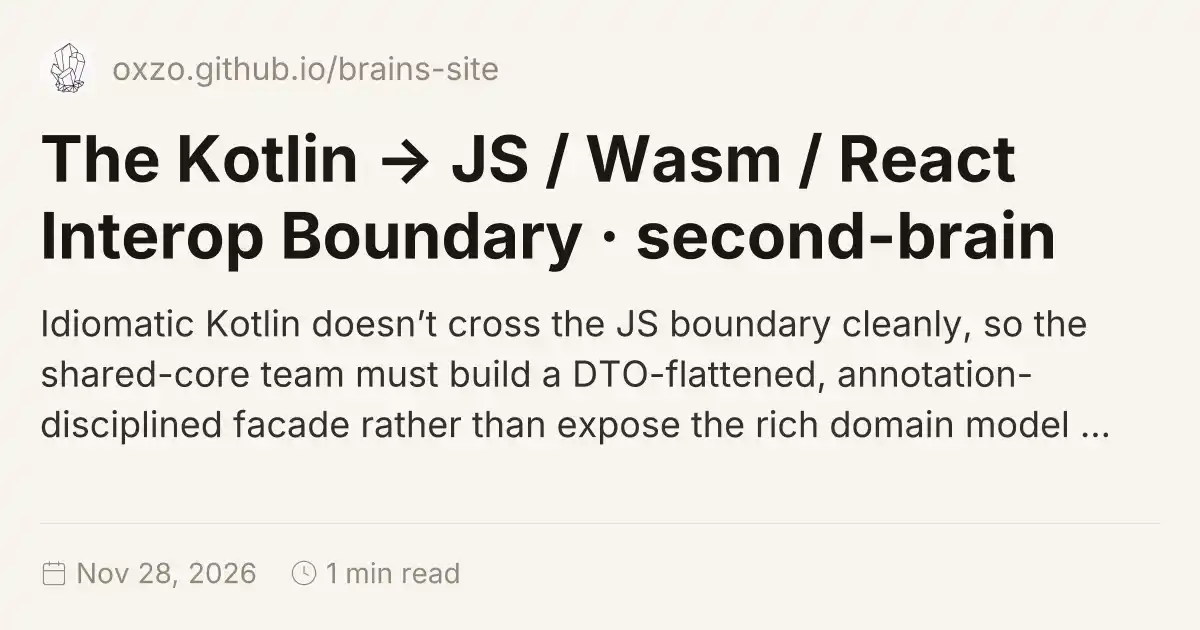 oxzo.github.io/brains-site
The Kotlin → JS / Wasm / React
Interop Boundary · second-brain
Idiomatic Kotlin doesn’t cross the JS boundary cleanly, so the
shared-core team must build a DTO-flattened, annotation-
disciplined facade rather than expose the rich domain model ...
Nov 28, 2026 1 min read